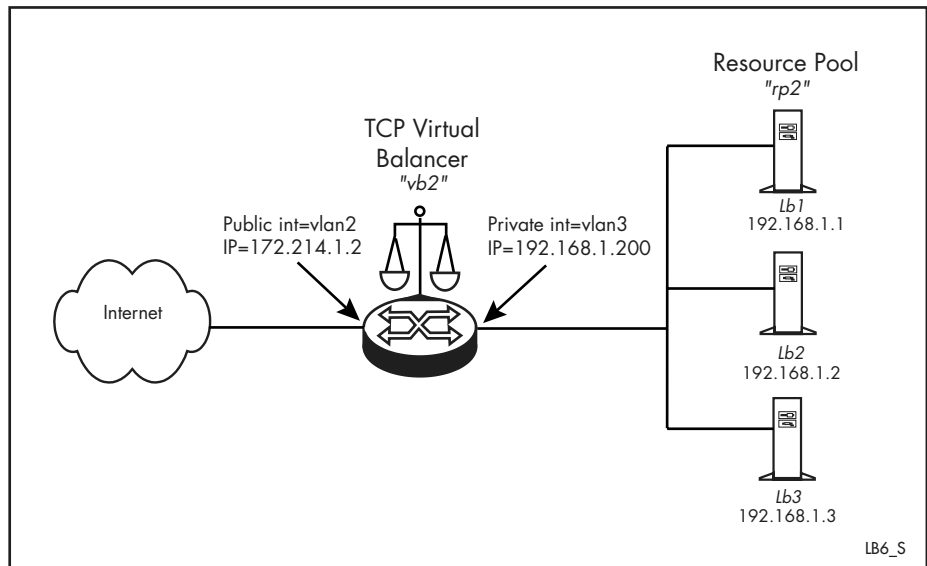 Resource Pool
"rp2"
TCP Virtual
Balancer
"vb2"
Public int=vlan2
IP=172.214.1.2
Private int=vlan3
IP=192.168.1.200
Internet
Lb1
192.168.1.1
Lb2
192.168.1.2
Lb3
192.168.1.3
LB6_S